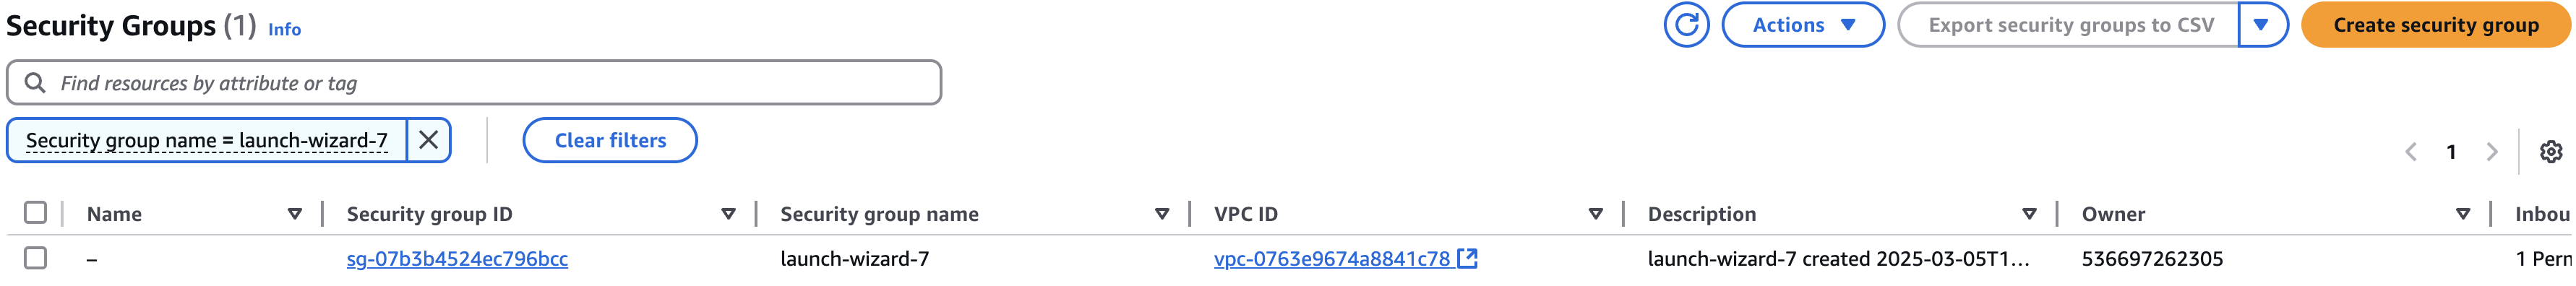 Security Groups (1) Info
Actions
Export security groups to CSV
Create security group
Find resources by attribute or tag
Security group name = launch-wizard-7
Clear filters
1
Name Security group ID Security group name VPC ID Description Owner Inbou
– sg-07b3b4524ec796bcc launch-wizard-7 vpc-0763e9674a8841c78 launch-wizard-7 created 2025-03-05T1... 536697262305 1 Pern